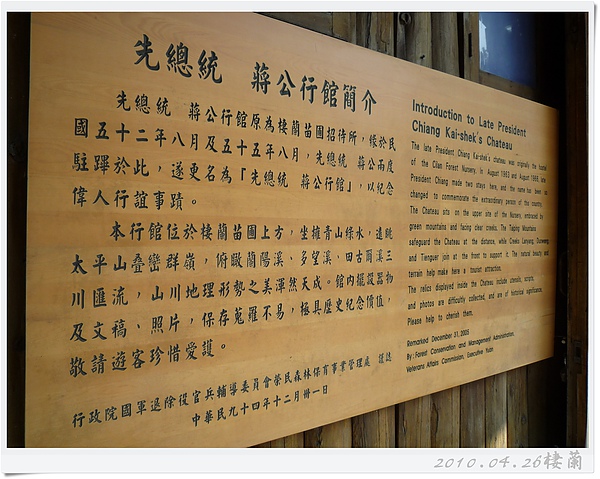 先總統　蔣公行館簡介
先總統　蔣公行館原為棲蘭苗圃招待所，緣於民
國五十二年八月及五十五年八月，先總統　蔣公兩度
駐蹕於此，遂更名為「先總統　蔣公行館」，以紀念
偉人行誼事蹟。
本行館位於棲蘭苗圃上方，坐擁青山綠水，遠眺
太平山疊巒群嶺，俯瞰蘭陽溪、多望溪、田古爾溪三
川匯流，山川地理形勢之美渾然天成。館內擺設器物
及文稿、照片，保存蒐羅不易，極具歷史紀念價值，
敬請遊客珍惜愛護。
行政院國軍退除役官兵輔導委員會榮民森林保育事業管理處　謹誌
中華民九十四年十二月卅一日
Introduction to Late President
Chiang Kai-shek's Chateau
The late President Chiang Kai-shek's chateau was originally the hostel
of the Cilan Forest Nursery. In August 1963 and August 1966, late
President Chiang made two stays here, and the name has been so
changed to commemorate the extraordinary person of the country.
The Chateau sits on the upper site of the Nursery, embraced by
green mountains and facing clear creeks. The Taiping Mountains
safeguard the Chateau at the distance, while Creeks Lanyang, Duowang,
and Tienguer join at the front to support it. The natural beauty and
terrain help make here a tourist attraction.
The relics displayed inside the Chateau include utensils, scripts,
and photos are difficultly collected, and are of historical significance.
Please help to cherish them.
Remarked December 31, 2005
By: Forest Conservation and Management Administration,
Veterans Affairs Commission, Executive Yuan
2010.04.26棲蘭